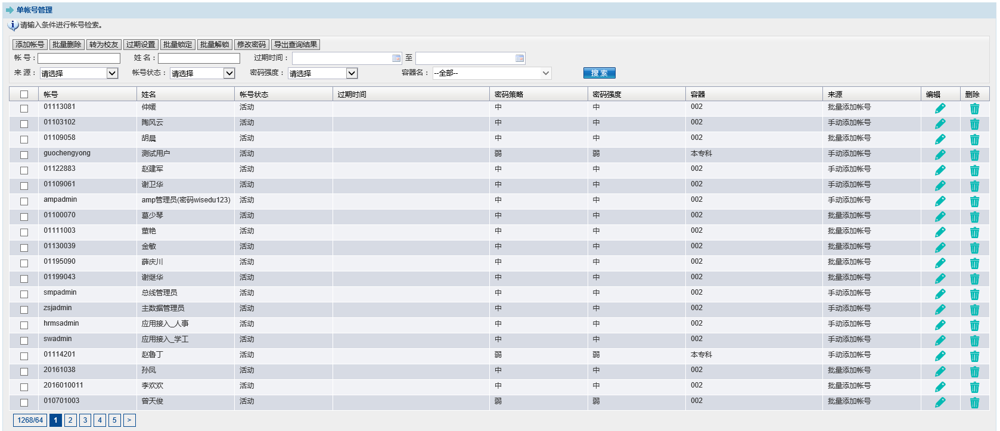 单帐号管理
请输入条件进行帐号检索。
添加帐号 批量删除 转为校友 过期设置 批量锁定 批量解锁 修改密码 导出查询结果
帐 号： 姓 名： 过期时间： 至
来 源： 请选择 帐号状态： 请选择 密码强度： 请选择 容器名： --全部-- 搜 索
帐号 姓名 帐号状态 过期时间 密码策略 密码强度 容器 来源 编辑 删除
01113081 仲媛 活动 中 中 002 批量添加帐号
01103102 陶风云 活动 中 中 002 手动添加帐号
01109058 胡晨 活动 中 中 002 批量添加帐号
guochengyong 测试用户 活动 弱 弱 本专科 手动添加帐号
01122883 赵建军 活动 中 中 002 手动添加帐号
01109061 谢卫华 活动 中 中 002 手动添加帐号
ampadmin amp管理员(密码wisedu123) 活动 中 中 002 手动添加帐号
01100070 葛少琴 活动 中 中 002 批量添加帐号
01111003 董艳 活动 中 中 002 批量添加帐号
01130039 金敏 活动 中 中 002 批量添加帐号
01195090 薛庆川 活动 中 中 002 批量添加帐号
01199043 谢继华 活动 中 中 002 批量添加帐号
smpadmin 总线管理员 活动 中 中 002 手动添加帐号
zsjadmin 主数据管理员 活动 中 中 002 手动添加帐号
hrmsadmin 应用接入_人事 活动 中 中 002 手动添加帐号
swadmin 应用接入_学工 活动 中 中 002 手动添加帐号
01114201 赵鲁丁 活动 弱 弱 本专科 手动添加帐号
20161038 孙凤 活动 中 中 002 批量添加帐号
2016010011 李欢欢 活动 中 中 002 批量添加帐号
010701003 曾天俊 活动 弱 弱 002 批量添加帐号
1268/64 1 2 3 4 5 >